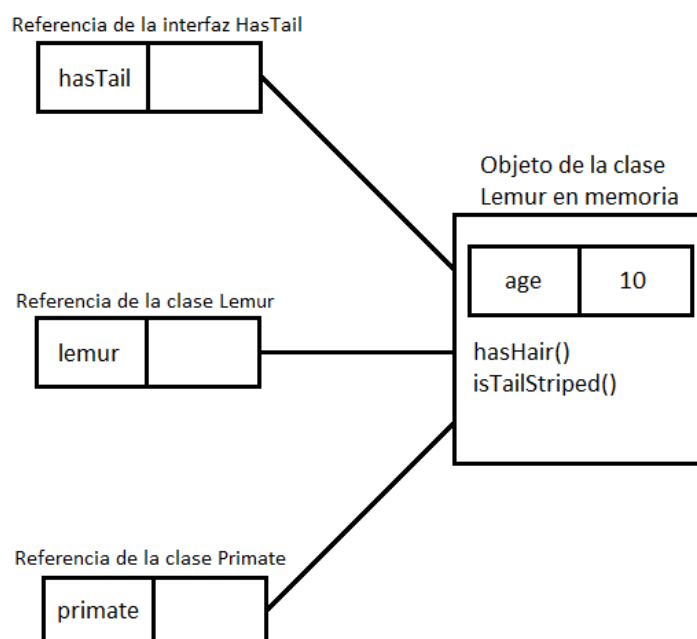 Referencia de la interfaz HasTail
hasTail
Objeto de la clase
Lemur en memoria
age
10
hasHair()
isTailStriped()
Referencia de la clase Lemur
lemur
Referencia de la clase Primate
primate